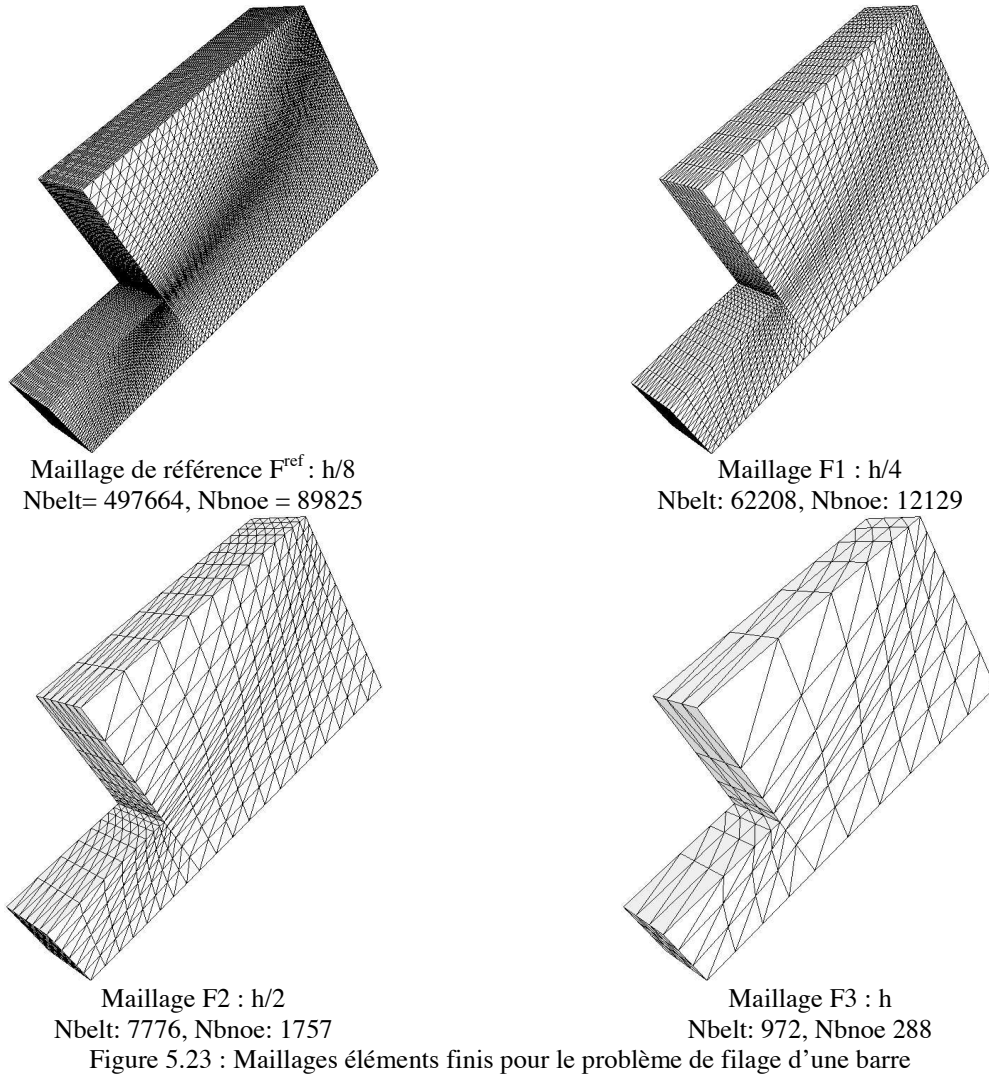 Maillage de référence F^ref : h/8
Nbelt= 497664, Nbnoe = 89825
Maillage F1 : h/4
Nbelt: 62208, Nbnoe: 12129
Maillage F2 : h/2
Nbelt: 7776, Nbnoe: 1757
Maillage F3 : h
Nbelt: 972, Nbnoe 288
Figure 5.23 : Maillages éléments finis pour le problème de filage d’une barre